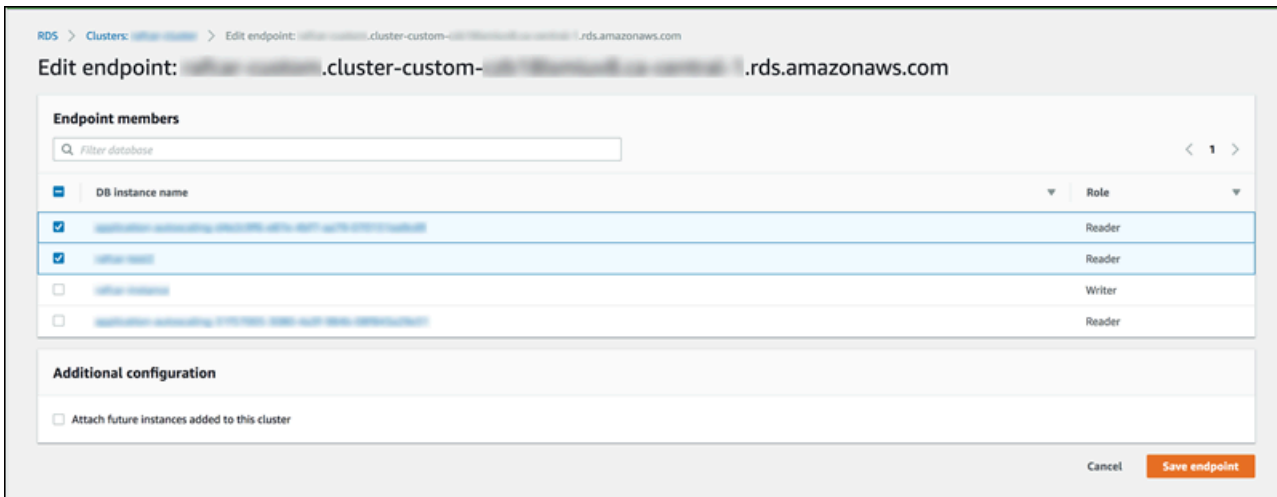 RDS > Clusters: > Edit endpoint: .cluster-custom- .rds.amazonaws.com
Edit endpoint: .cluster-custom- .rds.amazonaws.com
Endpoint members
Filter database
< 1 >
DB instance name Role
Reader
Reader
Writer
Reader
Additional configuration
Attach future instances added to this cluster
Cancel Save endpoint